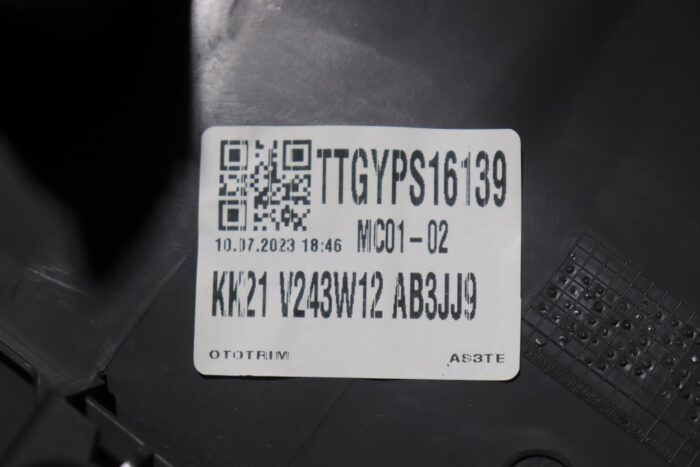 TTGYPS16139
10.07.2023 18:46 MC01-02
KK21 V243W12 AB3JJ9
OTOTRIM AS3TE